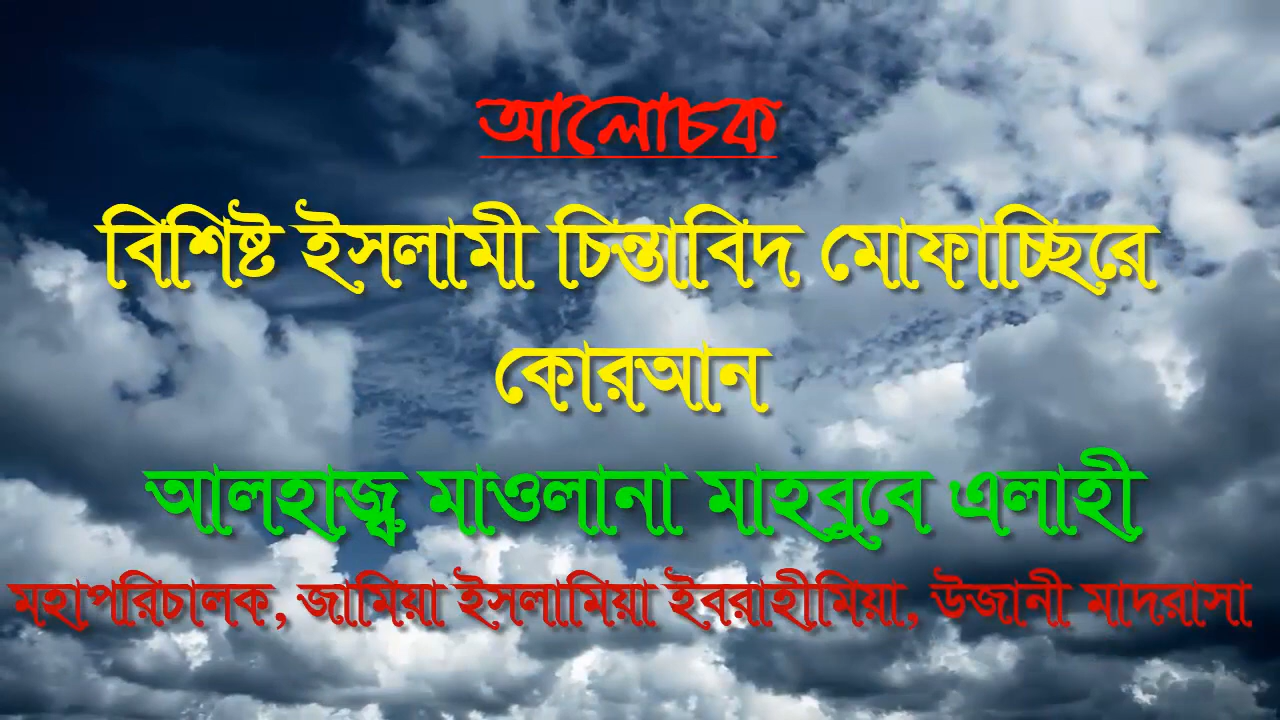 আলোচক
বিশিষ্ট ইসলামী চিন্তাবিদ মোফাচ্ছিরে
কোরআন
আলহাজ্ব মাওলানা মাহবুবে এলাহী
মহাপরিচালক, জামিয়া ইসলামিয়া ইবরাহীমিয়া, উজানী মাদরাসা